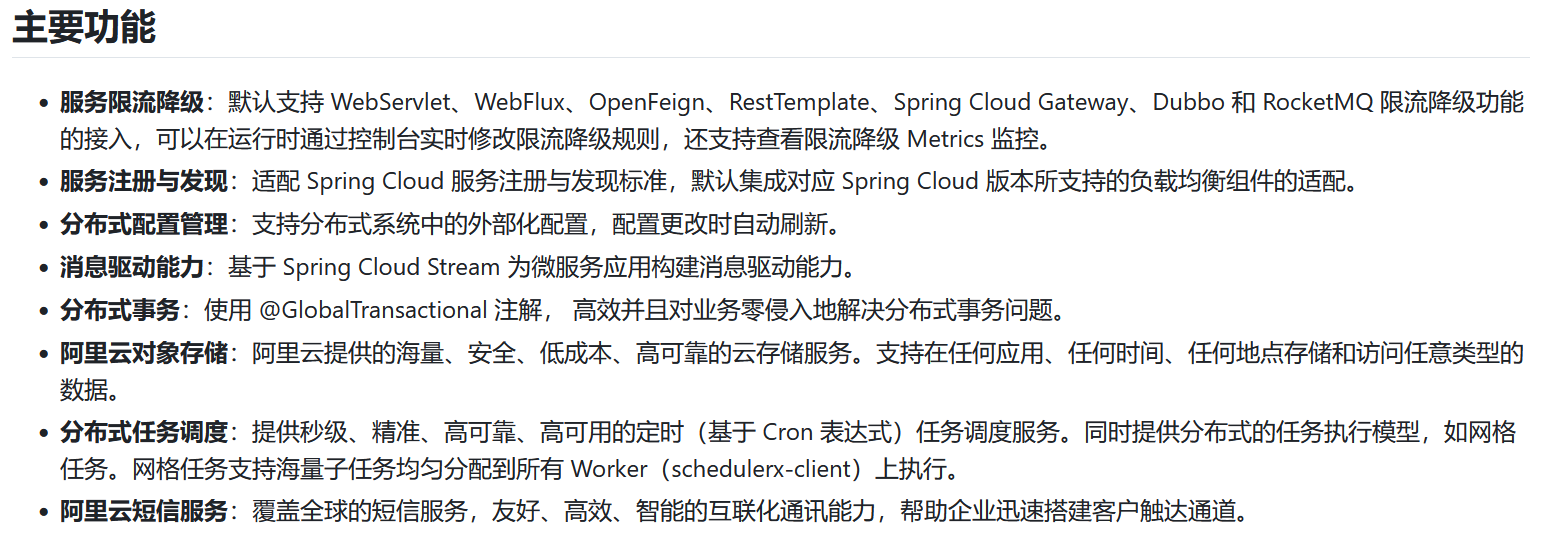 主要功能
• 服务限流降级：默认支持 WebServlet、WebFlux、OpenFeign、RestTemplate、Spring Cloud Gateway、Dubbo 和 RocketMQ 限流降级功能
的接入，可以在运行时通过控制台实时修改限流降级规则，还支持查看限流降级 Metrics 监控。
• 服务注册与发现：适配 Spring Cloud 服务注册与发现标准，默认集成对应 Spring Cloud 版本所支持的负载均衡组件的适配。
• 分布式配置管理：支持分布式系统中的外部化配置，配置更改时自动刷新。
• 消息驱动能力：基于 Spring Cloud Stream 为微服务应用构建消息驱动能力。
• 分布式事务：使用 @GlobalTransactional 注解， 高效并且对业务零侵入地解决分布式事务问题。
• 阿里云对象存储：阿里云提供的海量、安全、低成本、高可靠的云存储服务。支持在任何应用、任何时间、任何地点存储和访问任意类型的
数据。
• 分布式任务调度：提供秒级、精准、高可靠、高可用的定时（基于 Cron 表达式）任务调度服务。同时提供分布式的任务执行模型，如网格
任务。网格任务支持海量子任务均匀分配到所有 Worker（schedulerx-client）上执行。
• 阿里云短信服务：覆盖全球的短信服务，友好、高效、智能的互联化通讯能力，帮助企业迅速搭建客户触达通道。